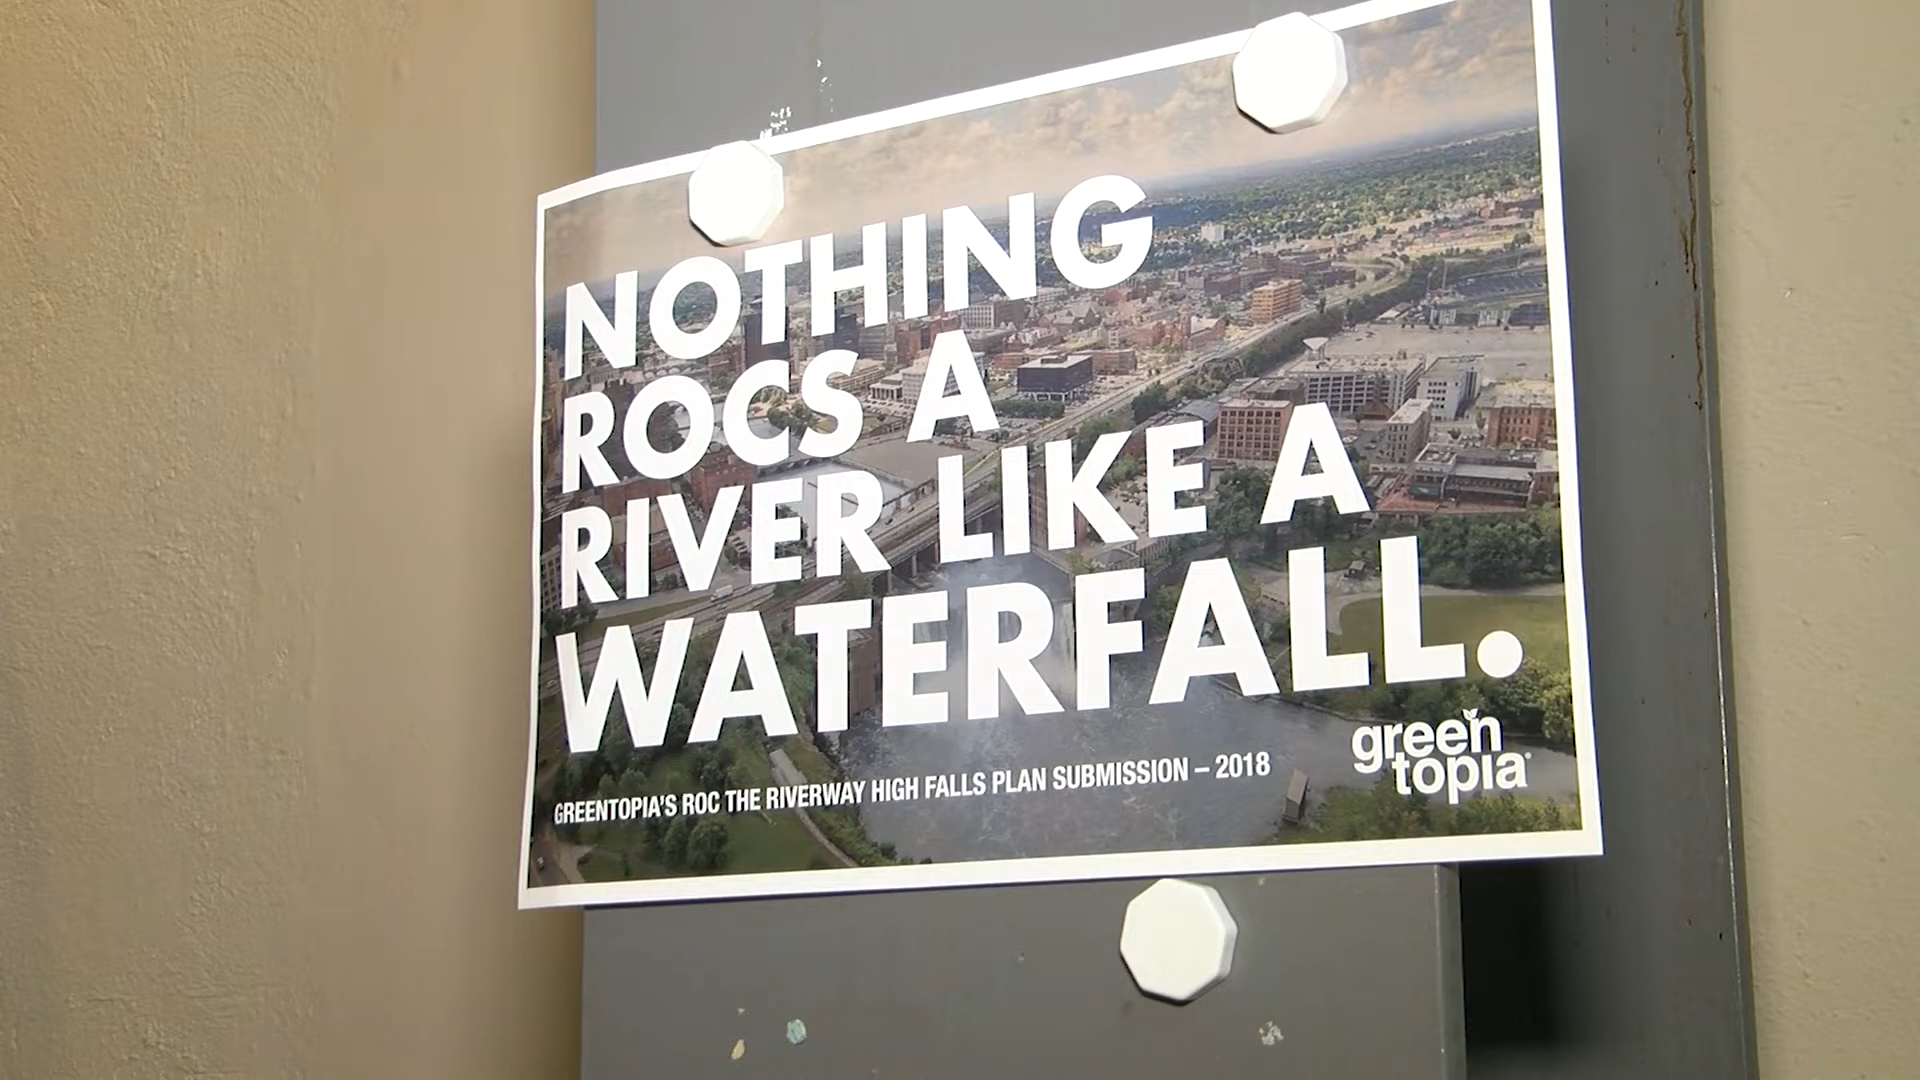 NOTHING
ROCS A
RIVER LIKE A
WATERFALL.
GREENTOPIA'S ROC THE RIVERWAY HIGH FALLS PLAN SUBMISSION – 2018
green
topia